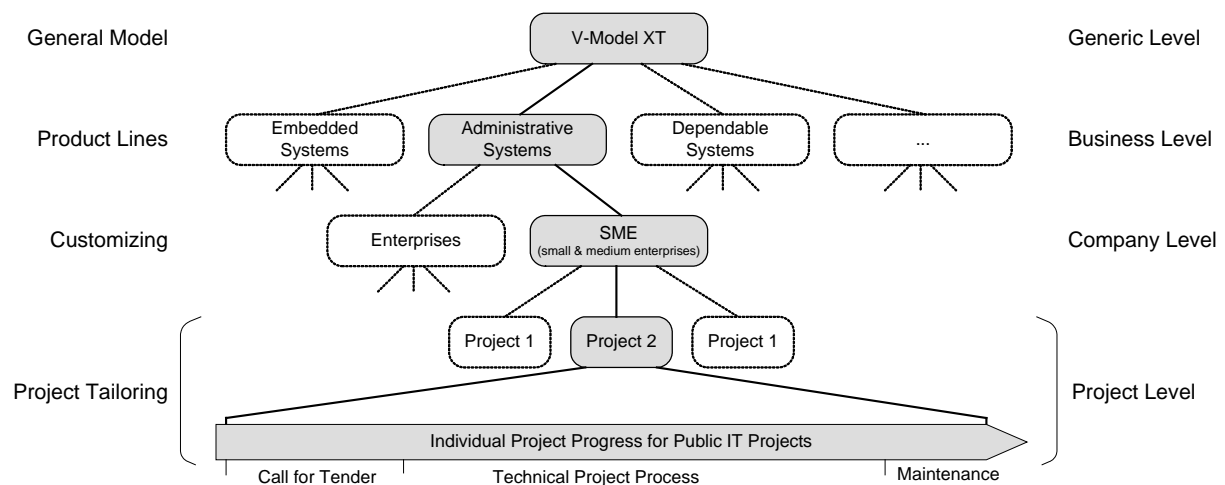 General Model
V-Model XT
Generic Level
Product Lines
Embedded
Systems
Administrative
Systems
Dependable
Systems
...
Business Level
Customizing
Enterprises
SME
(small & medium enterprises)
Company Level
Project 1
Project 2
Project 1
Project Tailoring
Project Level
Individual Project Progress for Public IT Projects
Call for Tender
Technical Project Process
Maintenance